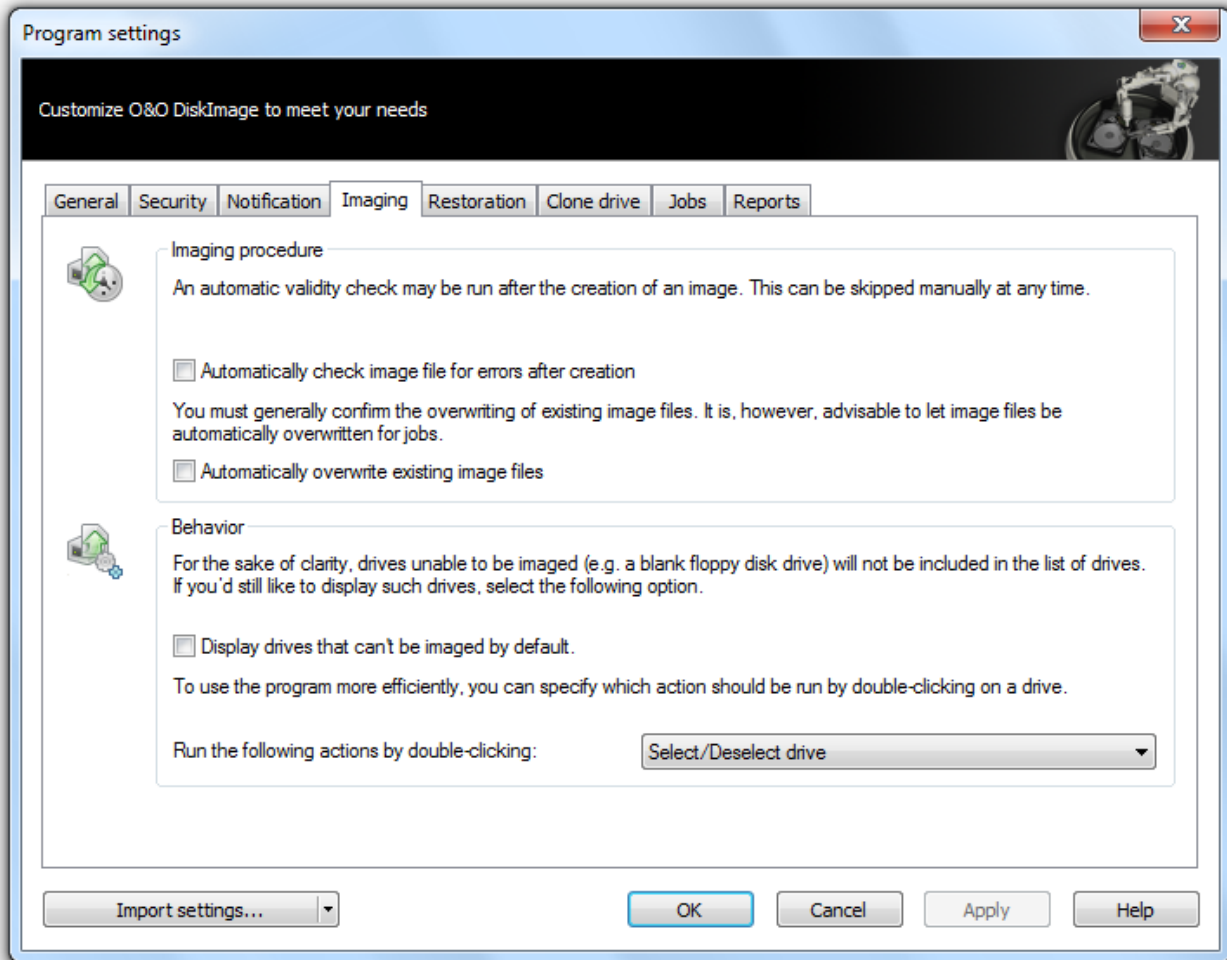 Program settings
Customize O&O DiskImage to meet your needs
General Security Notification Imaging Restoration Clone drive Jobs Reports
Imaging procedure
An automatic validity check may be run after the creation of an image. This can be skipped manually at any time.
Automatically check image file for errors after creation
You must generally confirm the overwriting of existing image files. It is, however, advisable to let image files be
automatically overwritten for jobs.
Automatically overwrite existing image files
Behavior
For the sake of clarity, drives unable to be imaged (e.g. a blank floppy disk drive) will not be included in the list of drives.
If you'd still like to display such drives, select the following option.
Display drives that can't be imaged by default.
To use the program more efficiently, you can specify which action should be run by double-clicking on a drive.
Run the following actions by double-clicking: Select/Deselect drive
Import settings... OK Cancel Apply Help